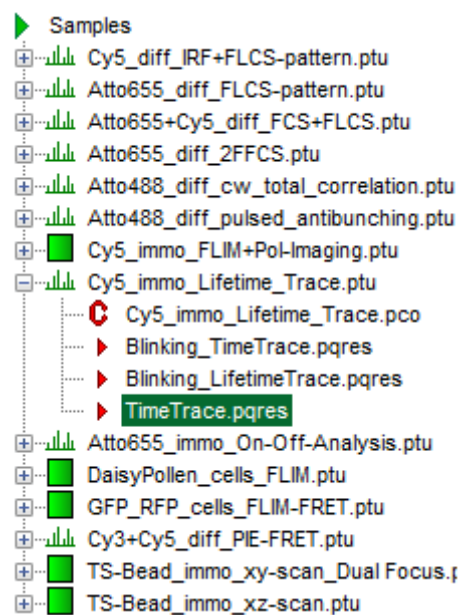 Samples
Cy5_diff_IRF+FLCS-pattern.ptu
Atto655_diff_FLCS-pattern.ptu
Atto655+Cy5_diff_FCS+FLCS.ptu
Atto655_diff_2FFCS.ptu
Atto488_diff_cw_total_correlation.ptu
Atto488_diff_pulsed_antibunching.ptu
Cy5_immo_FLIM+Pol-Imaging.ptu
Cy5_immo_Lifetime_Trace.ptu
Cy5_immo_Lifetime_Trace.pco
Blinking_TimeTrace.pqres
Blinking_LifetimeTrace.pqres
TimeTrace.pqres
Atto655_immo_On-Off-Analysis.ptu
DaisyPollen_cells_FLIM.ptu
GFP_RFP_cells_FLIM-FRET.ptu
Cy3+Cy5_diff_PIE-FRET.ptu
TS-Bead_immo_xy-scan_Dual Focus.p
TS-Bead_immo_xz-scan.ptu